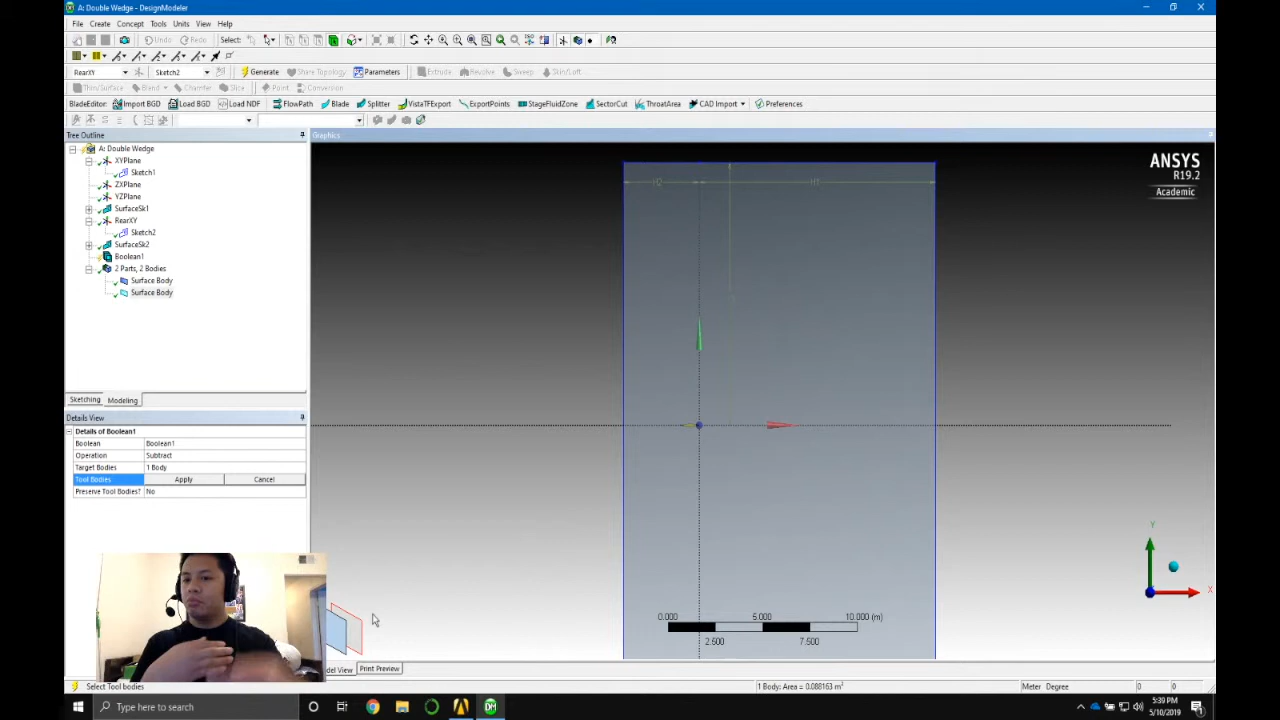 A: Double Wedge - DesignModeler
File Create Concept Tools Units View Help
Undo Redo Select:
RearXY Sketch2 Generate Share Topology Parameters Extrude Revolve Sweep Skin/Loft
Thin/Surface Blend Chamfer Slice Point Conversion
BladeEditor: Import BGD Load BGD Load NDF FlowPath Blade Splitter VistaTFExport ExportPoints StageFluidZone SectorCut ThroatArea CAD Import Preferences
Tree Outline
Graphics
A: Double Wedge
XYPlane
Sketch1
ZXPlane
YZPlane
SurfaceSk1
RearXY
Sketch2
SurfaceSk2
Boolean1
2 Parts, 2 Bodies
Surface Body
Surface Body
ANSYS
R19.2
Academic
Sketching Modeling
Details View
Details of Boolean1
Boolean Boolean1
Operation Subtract
Target Bodies 1 Body
Tool Bodies Apply Cancel
Preserve Tool Bodies? No
Y
X
0.000 5.000 10.000 (m)
2.500 7.500
Print Preview
Select Tool bodies
1 Body: Area = 0.088163 m²
Meter Degree 0 0
Type here to search
5:39 PM
5/10/2019